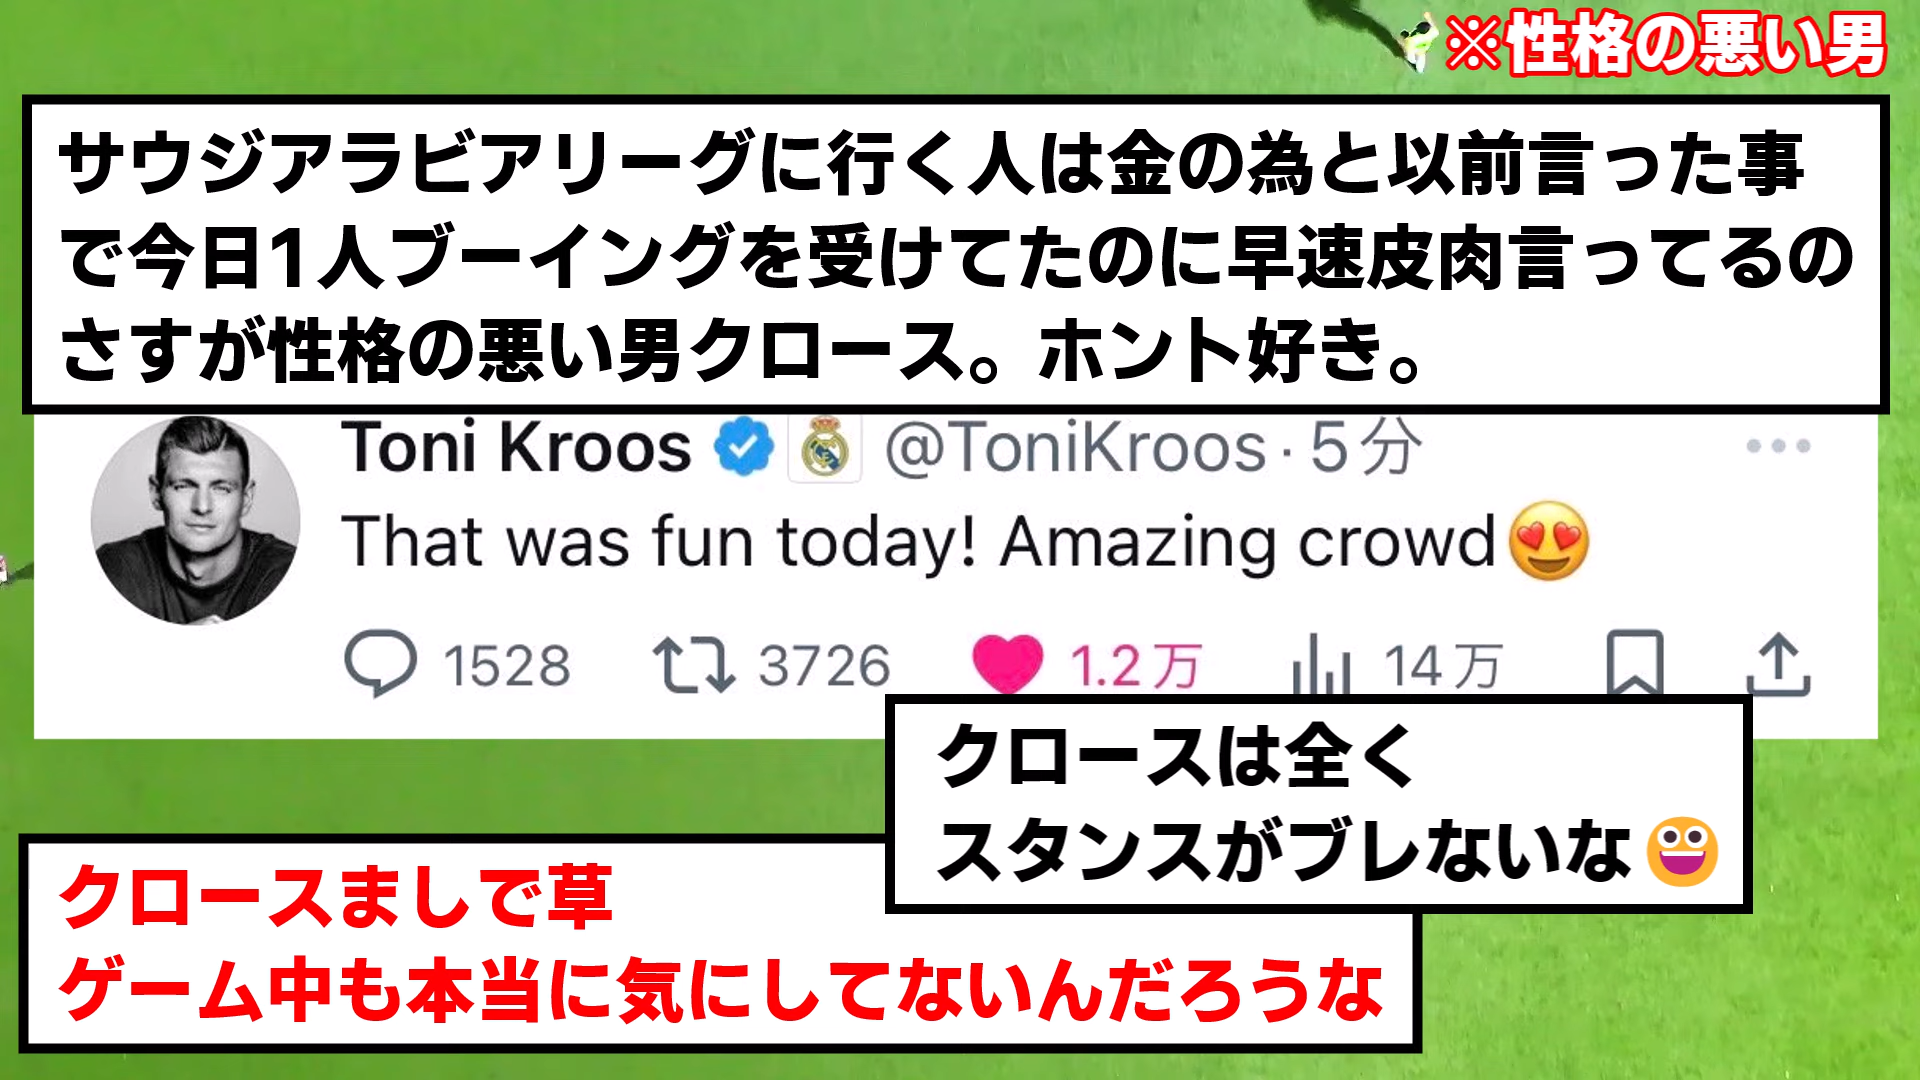 ※性格の悪い男
サウジアラビアリーグに行く人は金の為と以前言った事
で今日1人ブーイングを受けてたのに早速皮肉言ってるの
さすが性格の悪い男クロース。ホント好き。
Toni Kroos @ToniKroos · 5分
That was fun today! Amazing crowd😍
1528 3726 1.2万 14万
クロースは全く
スタンスがブレないな😀
クロースましで草
ゲーム中も本当に気にしてないんだろうな